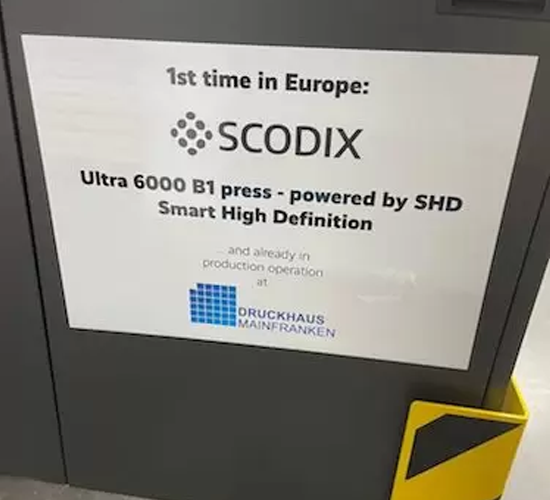 1st time in Europe:
SCODIX
Ultra 6000 B1 press - powered by SHD
Smart High Definition
... and already in
production operation
at
DRUCKHAUS
MAINFRANKEN